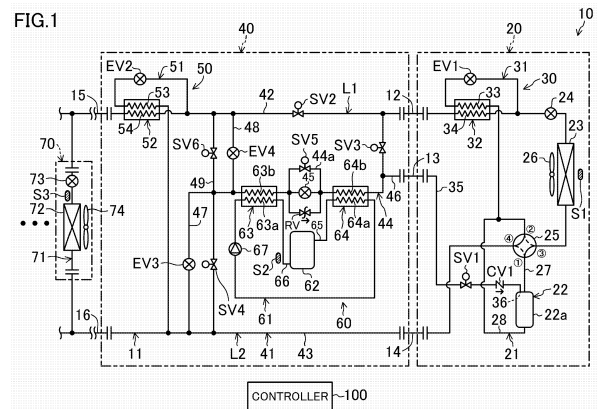 FIG.1
10
40
20
EV2
51
50
EV1
31
30
15
53
42
SV2
L1
12
33
24
54
52
34
32
23
70
SV6
48
SV5
SV3
13
26
EV4
44a
64b
73
63b
45
35
S3
49
46
S1
72
74
47
44
25
RV
65
②
④
③
①
67
63
63a
64
64a
SV1
CV1
27
71
EV3
S2
66
62
22
SV4
36
22a
61
60
16
11
L2
41
43
14
28
21
CONTROLLER
100